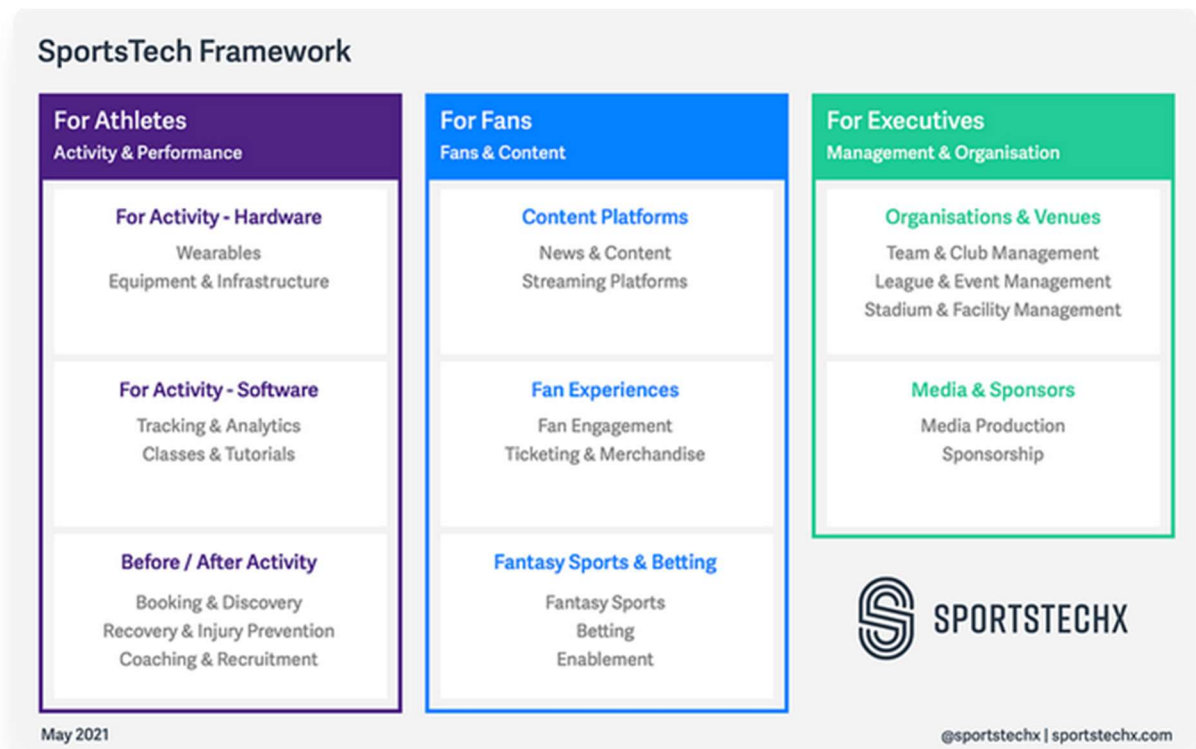 SportsTech Framework
For Athletes
Activity & Performance
For Activity - Hardware
Wearables
Equipment & Infrastructure
For Activity - Software
Tracking & Analytics
Classes & Tutorials
Before / After Activity
Booking & Discovery
Recovery & Injury Prevention
Coaching & Recruitment
For Fans
Fans & Content
Content Platforms
News & Content
Streaming Platforms
Fan Experiences
Fan Engagement
Ticketing & Merchandise
Fantasy Sports & Betting
Fantasy Sports
Betting
Enablement
For Executives
Management & Organisation
Organisations & Venues
Team & Club Management
League & Event Management
Stadium & Facility Management
Media & Sponsors
Media Production
Sponsorship
SPORTSTECHX
May 2021
@sportstechx | sportstechx.com